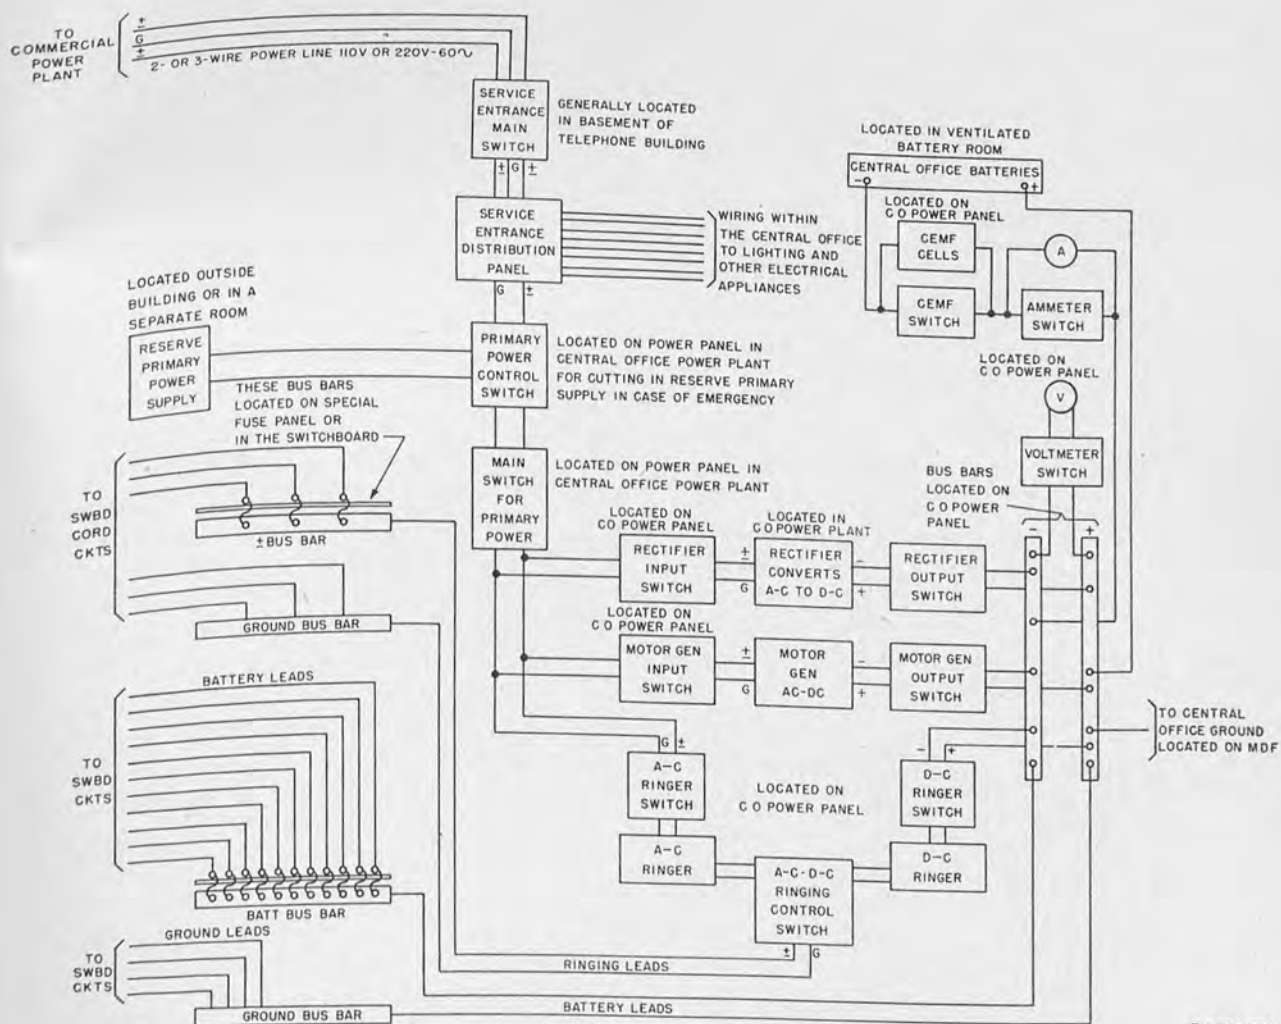 TO
COMMERCIAL
POWER
PLANT
±
G
±
2- OR 3-WIRE POWER LINE 110V OR 220V-60∿
SERVICE
ENTRANCE
MAIN
SWITCH
GENERALLY LOCATED
IN BASEMENT OF
TELEPHONE BUILDING
± G ±
SERVICE
ENTRANCE
DISTRIBUTION
PANEL
WIRING WITHIN
THE CENTRAL OFFICE
TO LIGHTING AND
OTHER ELECTRICAL
APPLIANCES
G ±
LOCATED IN VENTILATED
BATTERY ROOM
CENTRAL OFFICE BATTERIES
- +
LOCATED ON
C O POWER PANEL
CEMF
CELLS
A
CEMF
SWITCH
AMMETER
SWITCH
LOCATED OUTSIDE
BUILDING OR IN A
SEPARATE ROOM
RESERVE
PRIMARY
POWER
SUPPLY
PRIMARY
POWER
CONTROL
SWITCH
LOCATED ON POWER PANEL IN
CENTRAL OFFICE POWER PLANT
FOR CUTTING IN RESERVE PRIMARY
SUPPLY IN CASE OF EMERGENCY
LOCATED ON
C O POWER PANEL
V
VOLTMETER
SWITCH
THESE BUS BARS
LOCATED ON SPECIAL
FUSE PANEL OR
IN THE SWITCHBOARD
MAIN
SWITCH
FOR
PRIMARY
POWER
LOCATED ON POWER PANEL IN
CENTRAL OFFICE POWER PLANT
BUS BARS
LOCATED ON
C O POWER
PANEL
- +
TO
SWBD
CORD
CKTS
± BUS BAR
GROUND BUS BAR
LOCATED ON
CO POWER PANEL
RECTIFIER
INPUT
SWITCH
±
G
LOCATED IN
C O POWER PLANT
RECTIFIER
CONVERTS
A-C TO D-C
-
+
RECTIFIER
OUTPUT
SWITCH
LOCATED ON
C O POWER PANEL
MOTOR GEN
INPUT
SWITCH
±
G
MOTOR
GEN
AC-DC
-
+
MOTOR GEN
OUTPUT
SWITCH
TO CENTRAL
OFFICE GROUND
LOCATED ON MDF
BATTERY LEADS
TO
SWBD
CKTS
BATT BUS BAR
G ±
A-C
RINGER
SWITCH
LOCATED ON
C O POWER PANEL
- +
D-C
RINGER
SWITCH
A-C
RINGER
A-C-D-C
RINGING
CONTROL
SWITCH
D-C
RINGER
± G
RINGING LEADS
GROUND LEADS
TO
SWBD
CKTS
GROUND BUS BAR
BATTERY LEADS